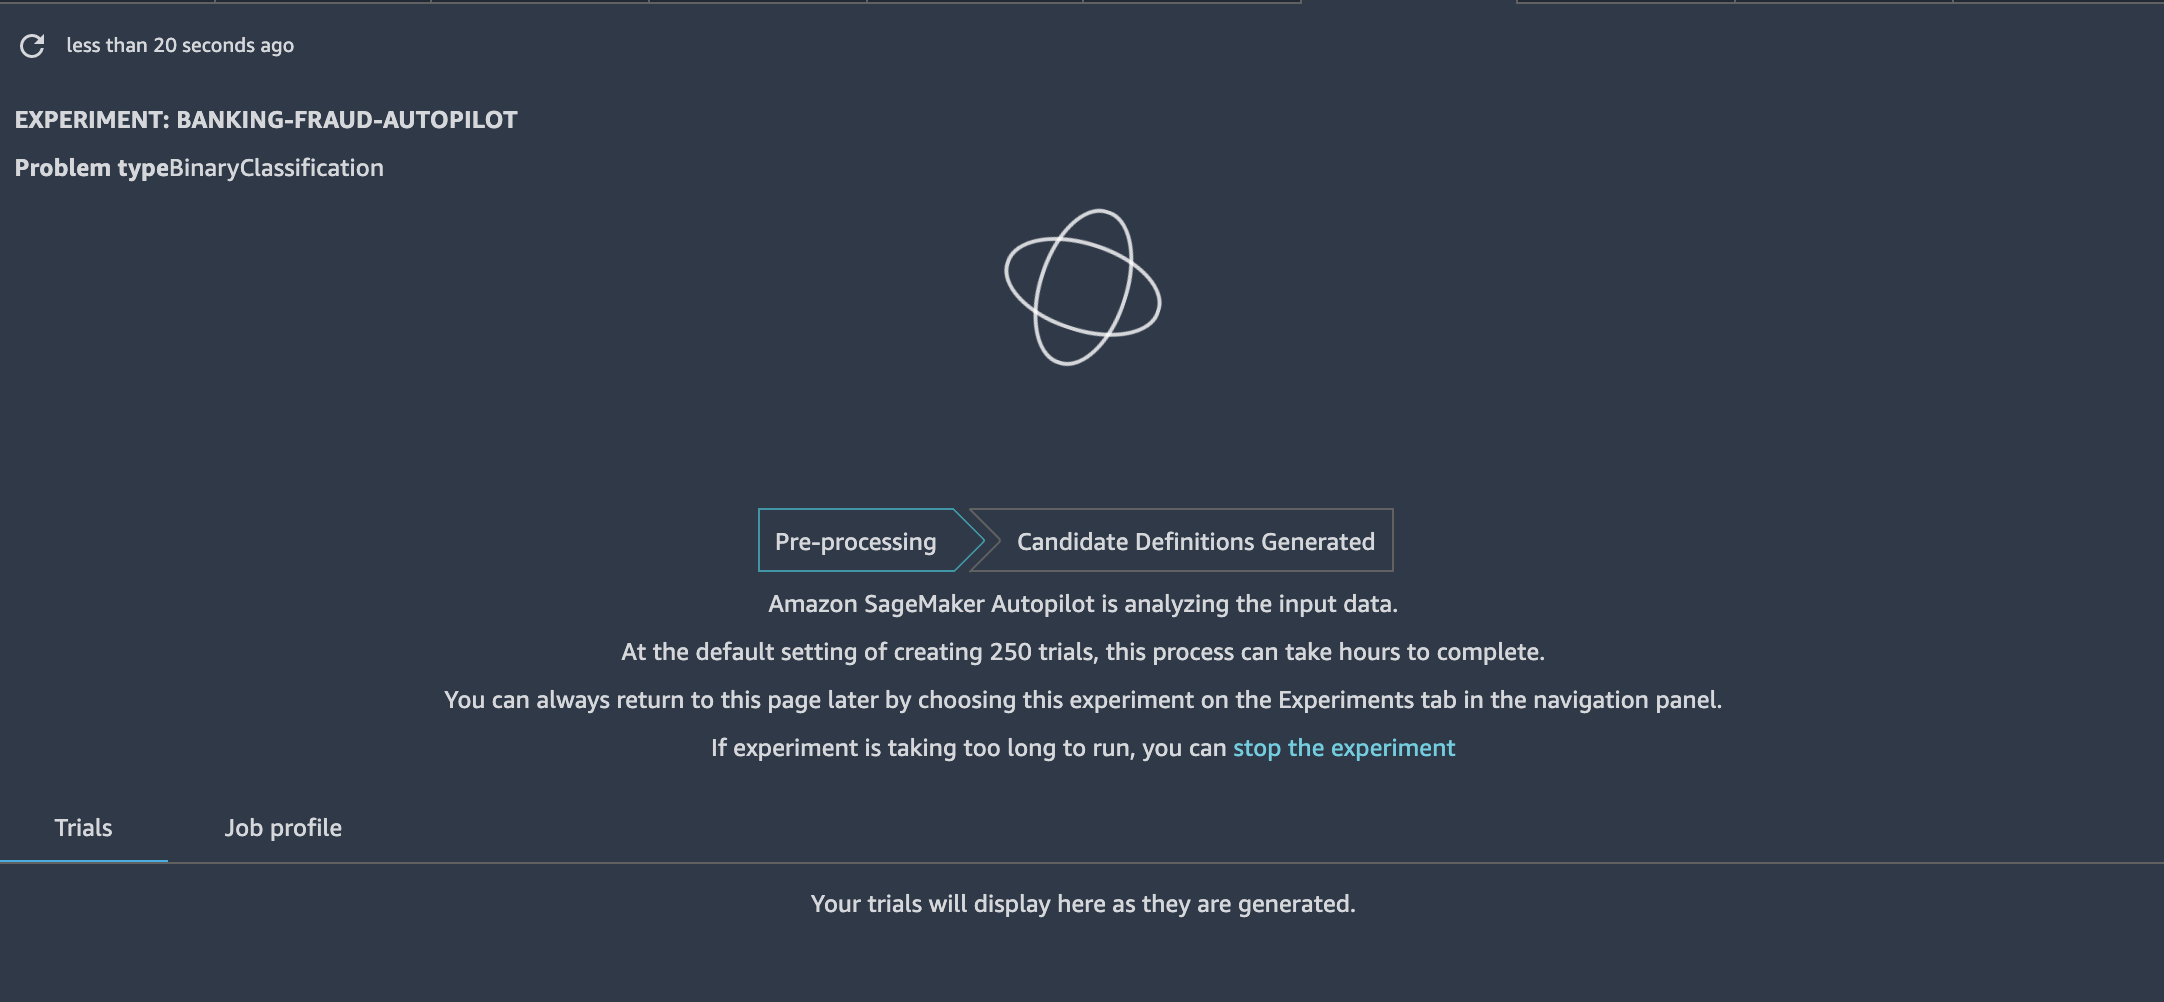 less than 20 seconds ago
EXPERIMENT: BANKING-FRAUD-AUTOPILOT
Problem typeBinaryClassification
Pre-processing
Candidate Definitions Generated
Amazon SageMaker Autopilot is analyzing the input data.
At the default setting of creating 250 trials, this process can take hours to complete.
You can always return to this page later by choosing this experiment on the Experiments tab in the navigation panel.
If experiment is taking too long to run, you can stop the experiment
Trials
Job profile
Your trials will display here as they are generated.